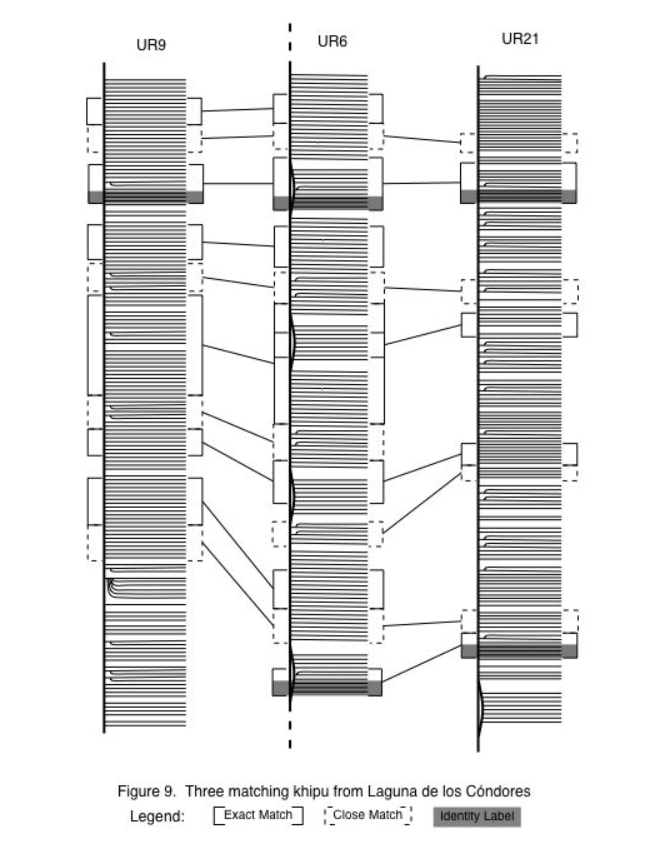 UR9
UR6
UR21
Figure 9. Three matching khipu from Laguna de los Cóndores
Legend: Exact Match Close Match Identity Label